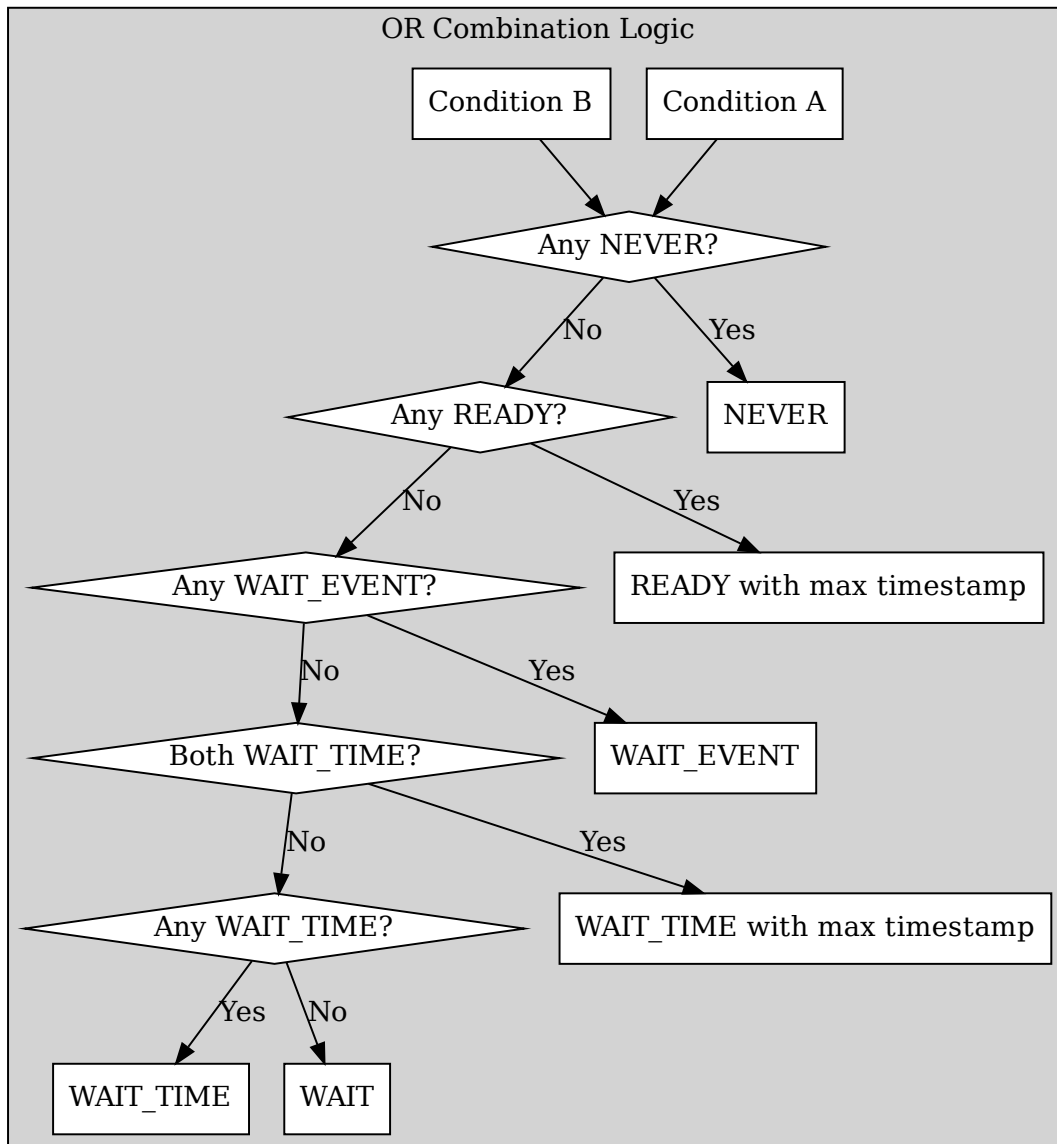 OR Combination Logic
Condition B
Condition A
Any NEVER?
No
Yes
Any READY?
NEVER
No
Yes
Any WAIT_EVENT?
READY with max timestamp
No
Yes
Both WAIT_TIME?
WAIT_EVENT
No
Yes
Any WAIT_TIME?
WAIT_TIME with max timestamp
Yes
No
WAIT_TIME
WAIT